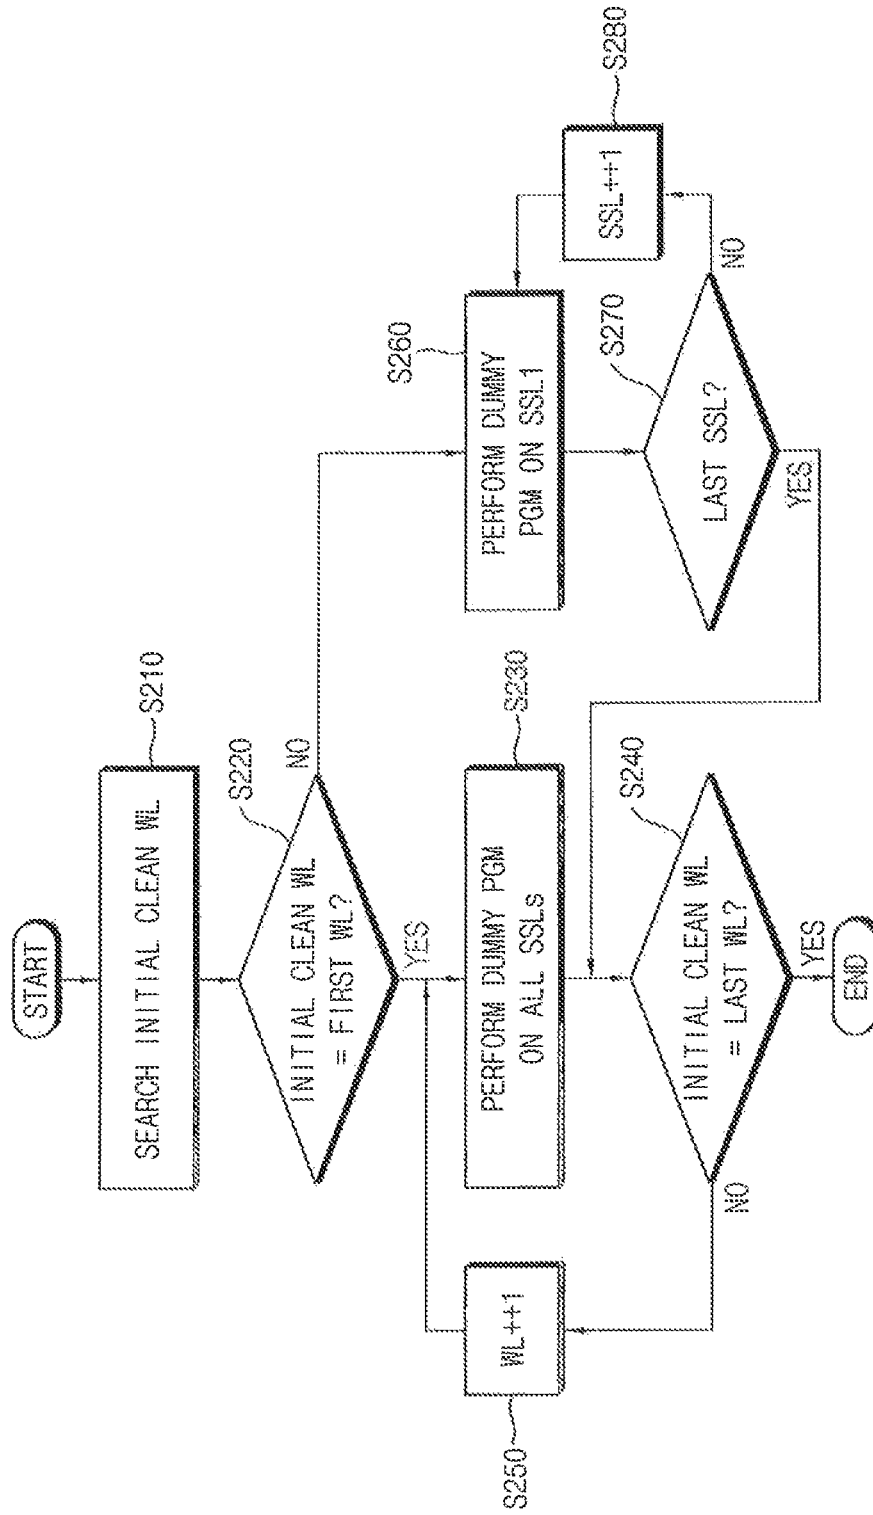 START
SEARCH INITIAL CLEAN WL
S210
INITIAL CLEAN WL
= FIRST WL?
S220
NO
YES
PERFORM DUMMY PGM
ON ALL SSLs
S230
INITIAL CLEAN WL
= LAST WL?
S240
NO
YES
WL++1
S250
PERFORM DUMMY
PGM ON SSL1
S260
LAST SSL?
S270
NO
YES
SSL++1
S280
END